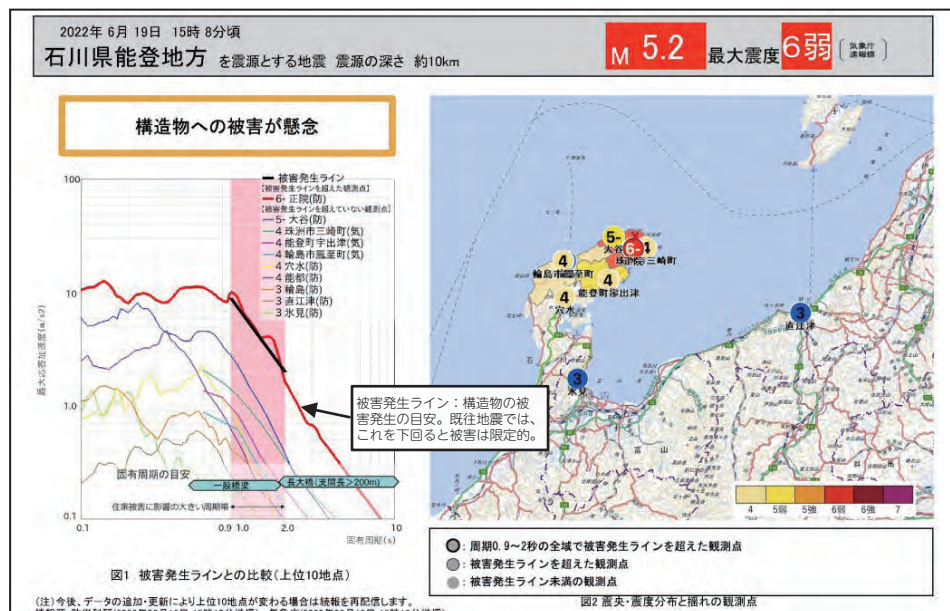 2022年 6月 19日 15時 8分頃
石川県能登地方 を震源とする地震 震源の深さ 約10km
M 5.2 最大震度 6弱 (気象庁速報値)
構造物への被害が懸念
100
10
1.0
0.1
最大応答加速度(m/s2)
被害発生ライン
【被害発生ラインを超えた観測点】
6- 正院(防)
【被害発生ラインを超えていない観測点】
5- 大谷(防)
4 珠洲市三崎町(気)
4 能登町宇出津(気)
4 輪島市鳳至町(気)
4 穴水(防)
4 能都(防)
3 輪島(防)
3 直江津(防)
3 氷見(防)
被害発生ライン：構造物の被
害発生の目安。既往地震では、
これを下回ると被害は限定的。
固有周期の目安
一般橋梁
長大橋(支間長>200m)
住家被害に影響の大きい周期帯
0.1
0.9
1.0
2.0
10
固有周期(s)
図1 被害発生ラインとの比較(上位10地点)
5-
大谷
6-
4
三崎町
4
輪島市鳳至町
4
能登町宇出津
4
穴水
3
直江津
3
氷見
石
川
富
山
群
馬
4
5弱
5強
6弱
6強
7
：周期0.9～2秒の全域で被害発生ラインを超えた観測点
：被害発生ラインを超えた観測点
：被害発生ライン未満の観測点
図2 震央・震度分布と揺れの観測点
(注)今後、データの追加・更新により上位10地点が変わる場合は続報を再配信します。